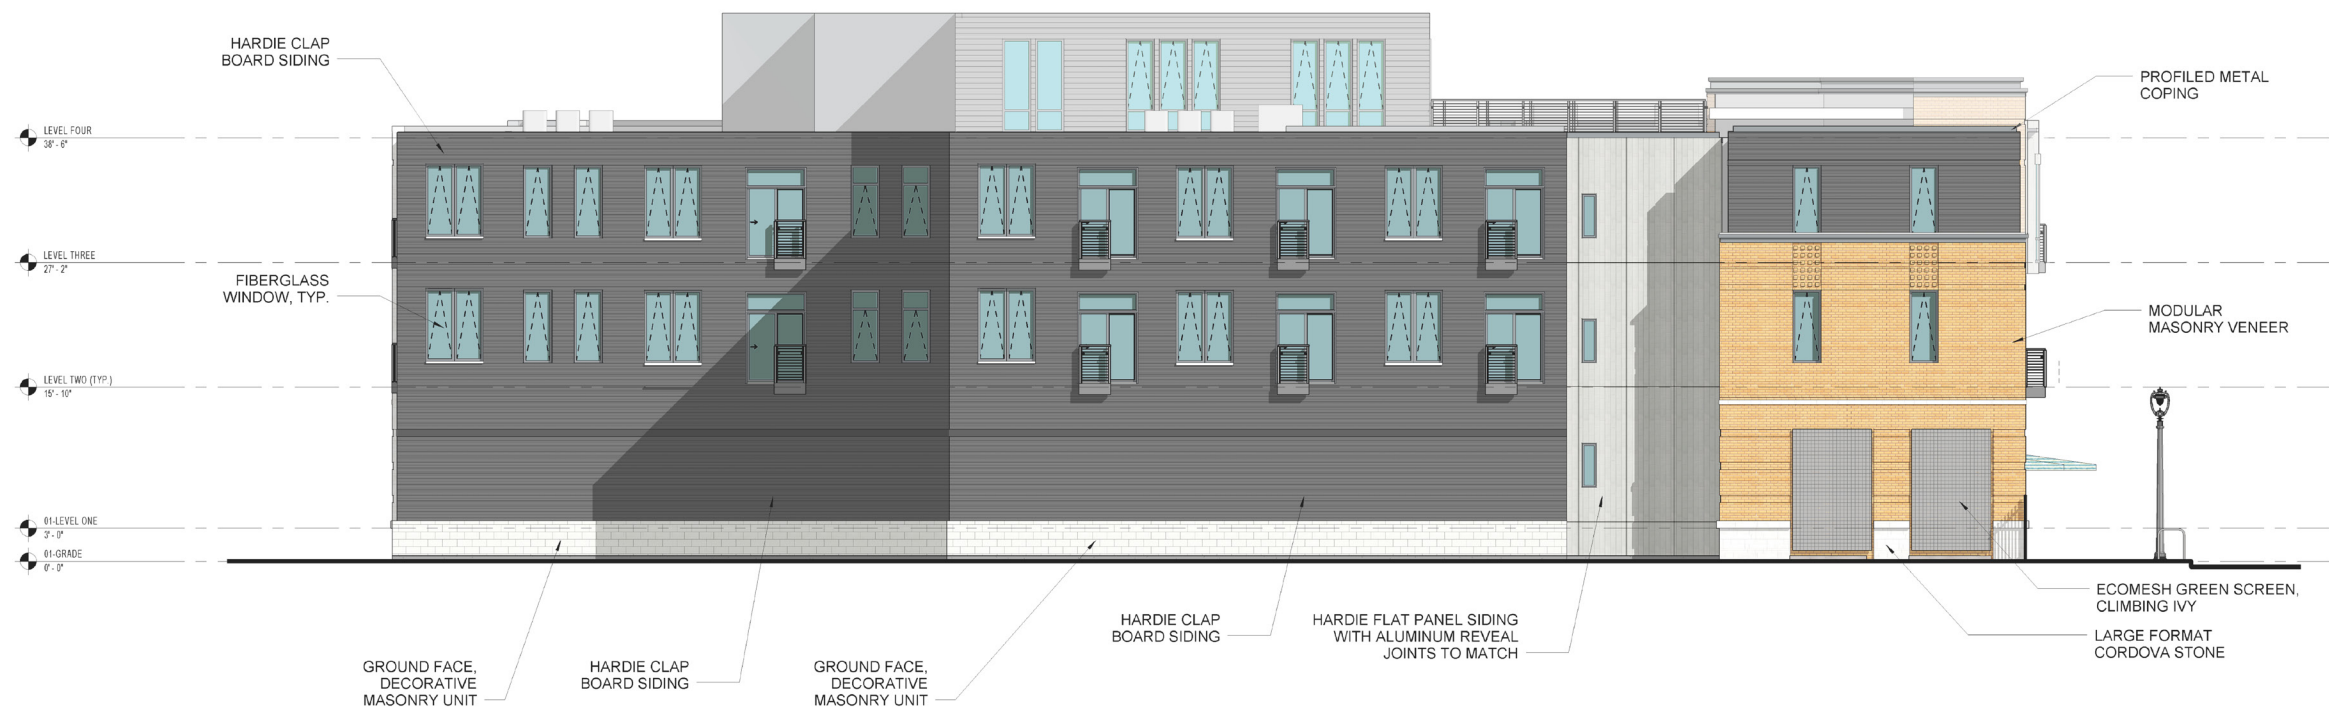 HARDIE CLAP
BOARD SIDING
PROFILED METAL
COPING
LEVEL FOUR
38' - 6"
LEVEL THREE
27' - 2"
FIBERGLASS
WINDOW, TYP.
MODULAR
MASONRY VENEER
LEVEL TWO (TYP.)
15' - 10"
01-LEVEL ONE
3' - 0"
01-GRADE
0' - 0"
ECOMESH GREEN SCREEN,
CLIMBING IVY
HARDIE CLAP
BOARD SIDING
HARDIE FLAT PANEL SIDING
WITH ALUMINUM REVEAL
JOINTS TO MATCH
LARGE FORMAT
CORDOVA STONE
GROUND FACE,
DECORATIVE
MASONRY UNIT
HARDIE CLAP
BOARD SIDING
GROUND FACE,
DECORATIVE
MASONRY UNIT